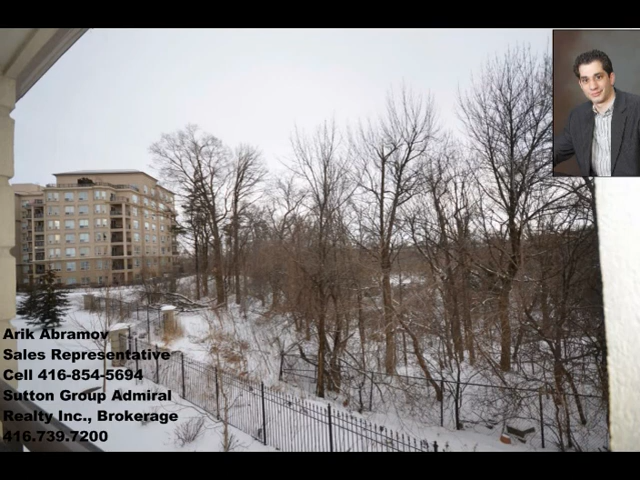 Arik Abramov
Sales Representative
Cell 416-854-5694
Sutton Group Admiral
Realty Inc., Brokerage
416.739.7200